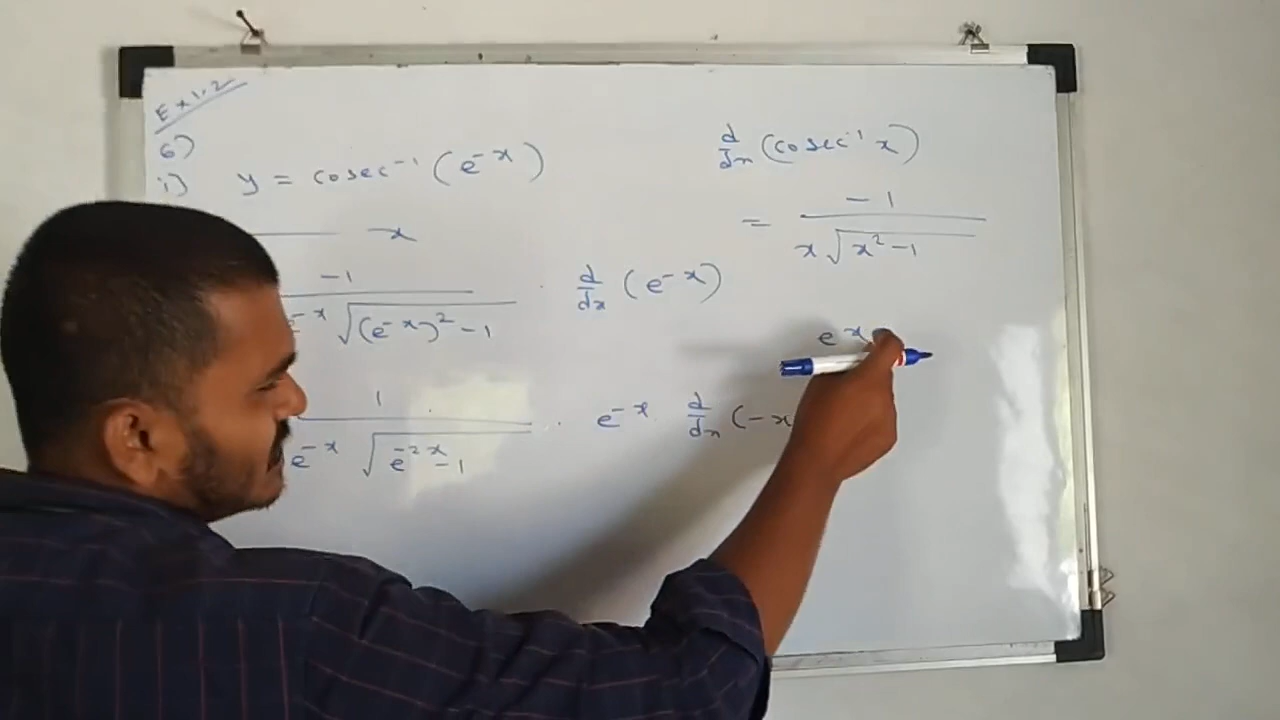 Ex 1.2
6)
i) y = cosec⁻¹ (e⁻ˣ)
x
-1 / e⁻ˣ √(e⁻ˣ)² - 1 · d/dx (e⁻ˣ)
1 / e⁻ˣ √e⁻²ˣ - 1 · e⁻ˣ · d/dx (-x
d/dx (cosec⁻¹ x)
= -1 / x √x² - 1
eˣ